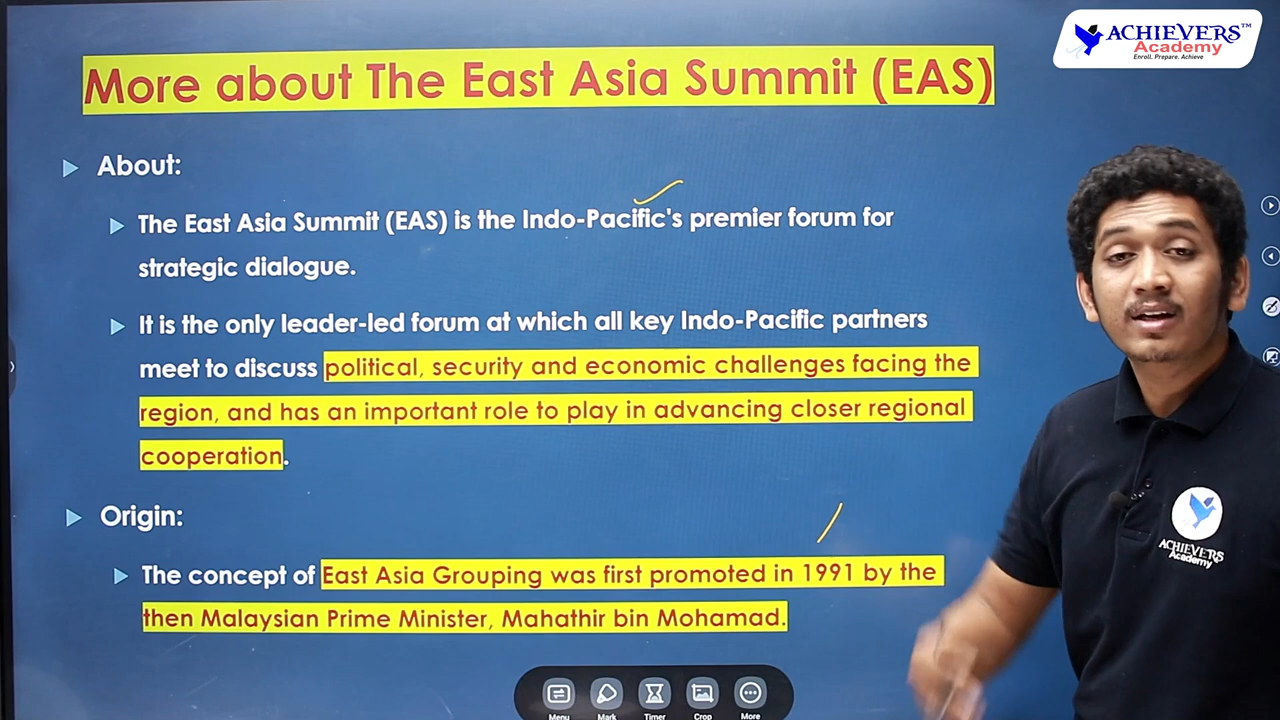 ACHIEVERS™
Academy
Enroll. Prepare. Achieve
More about The East Asia Summit (EAS)
About:
The East Asia Summit (EAS) is the Indo-Pacific's premier forum for
strategic dialogue.
It is the only leader-led forum at which all key Indo-Pacific partners
meet to discuss political, security and economic challenges facing the
region, and has an important role to play in advancing closer regional
cooperation.
Origin:
The concept of East Asia Grouping was first promoted in 1991 by the
then Malaysian Prime Minister, Mahathir bin Mohamad.
ACHIEVERS
Academy
Menu Mark Timer Crop More